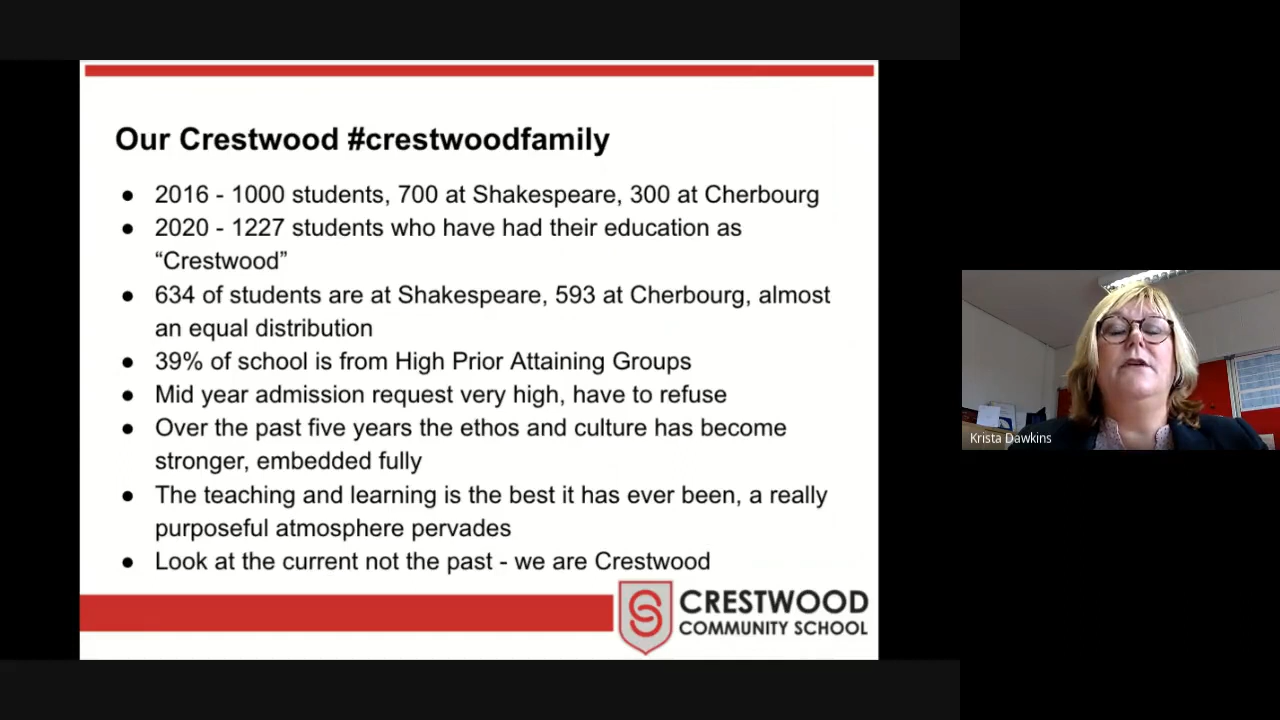 Our Crestwood #crestwoodfamily
● 2016 - 1000 students, 700 at Shakespeare, 300 at Cherbourg
● 2020 - 1227 students who have had their education as
“Crestwood”
● 634 of students are at Shakespeare, 593 at Cherbourg, almost
an equal distribution
● 39% of school is from High Prior Attaining Groups
● Mid year admission request very high, have to refuse
● Over the past five years the ethos and culture has become
stronger, embedded fully
● The teaching and learning is the best it has ever been, a really
purposeful atmosphere pervades
● Look at the current not the past - we are Crestwood
CRESTWOOD
COMMUNITY SCHOOL
Krista Dawkins